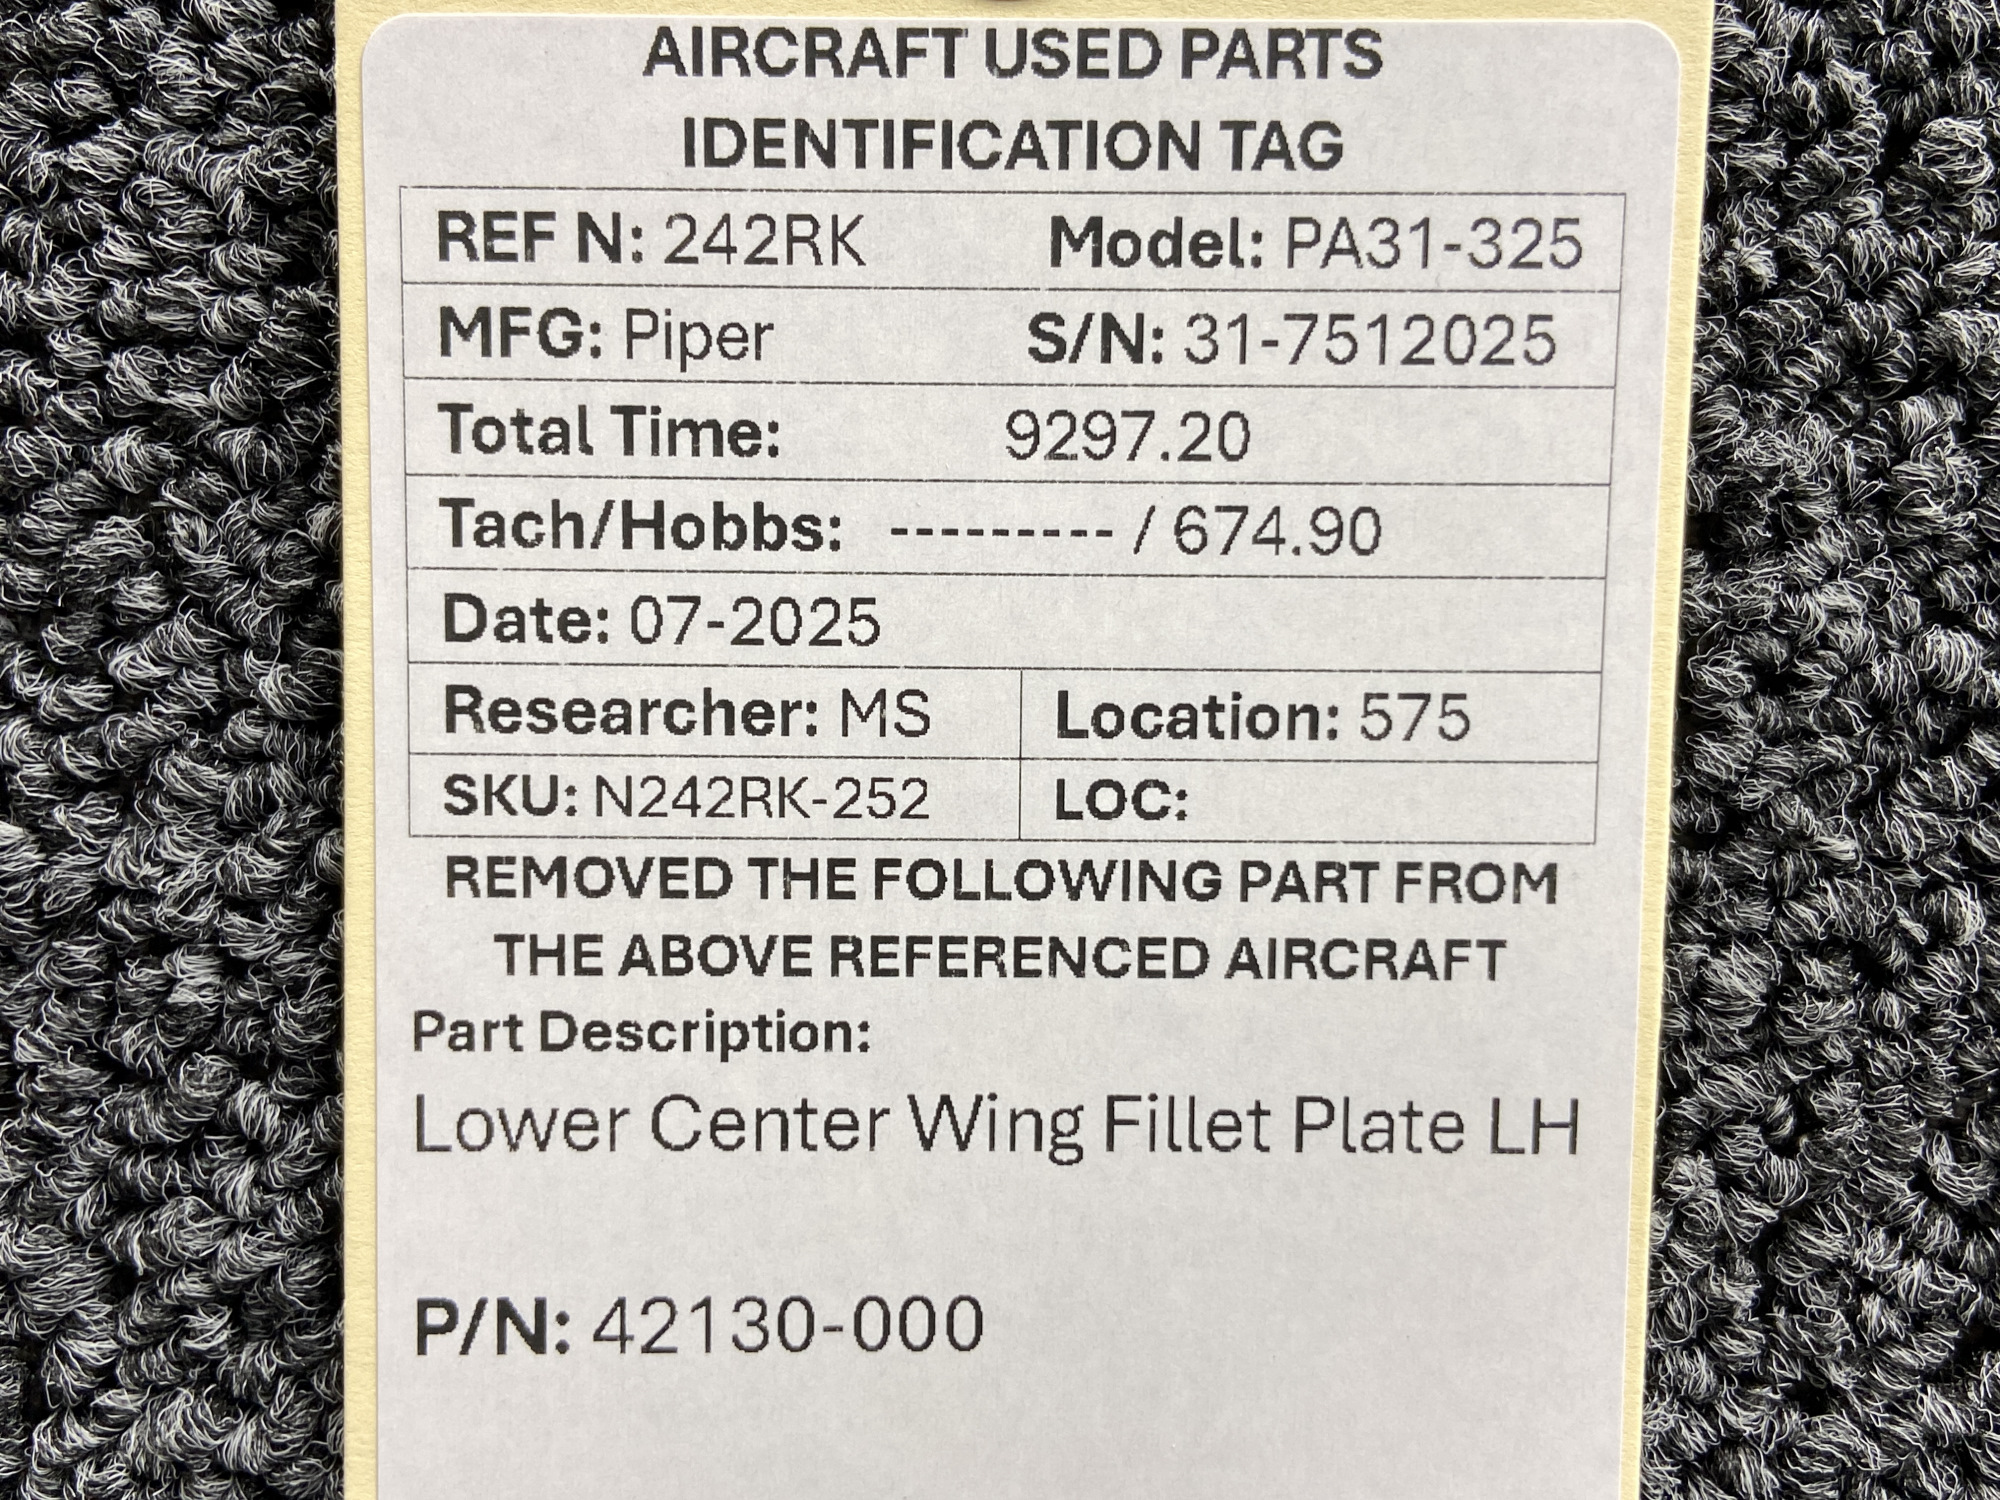 AIRCRAFT USED PARTS
IDENTIFICATION TAG
REF N: 242RK Model: PA31-325
MFG: Piper S/N: 31-7512025
Total Time: 9297.20
Tach/Hobbs: --------- / 674.90
Date: 07-2025
Researcher: MS Location: 575
SKU: N242RK-252 LOC:
REMOVED THE FOLLOWING PART FROM
THE ABOVE REFERENCED AIRCRAFT
Part Description:
Lower Center Wing Fillet Plate LH
P/N: 42130-000